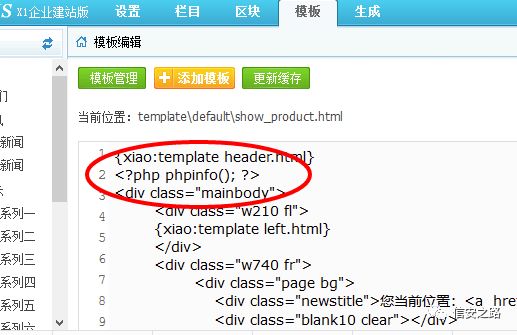 S X1企业建站版 设置 栏目 区块 模板 生成
模板编辑
模板管理 添加模板 更新缓存
当前位置: template\default\show_product.html
们
新闻
新闻
系列一
系列二
系列三
系列四
系列五
1 {xiao:template header.html}
2 <?php phpinfo(); ?>
3 <div class="mainbody">
4 <div class="w210 fl">
5 {xiao:template left.html}
6 </div>
7 <div class="w740 fr">
8 <div class="page bg">
9 <div class="newstitle">您当前位置: <a hre
10 <div class="blank10 clear"></div>
信安之路